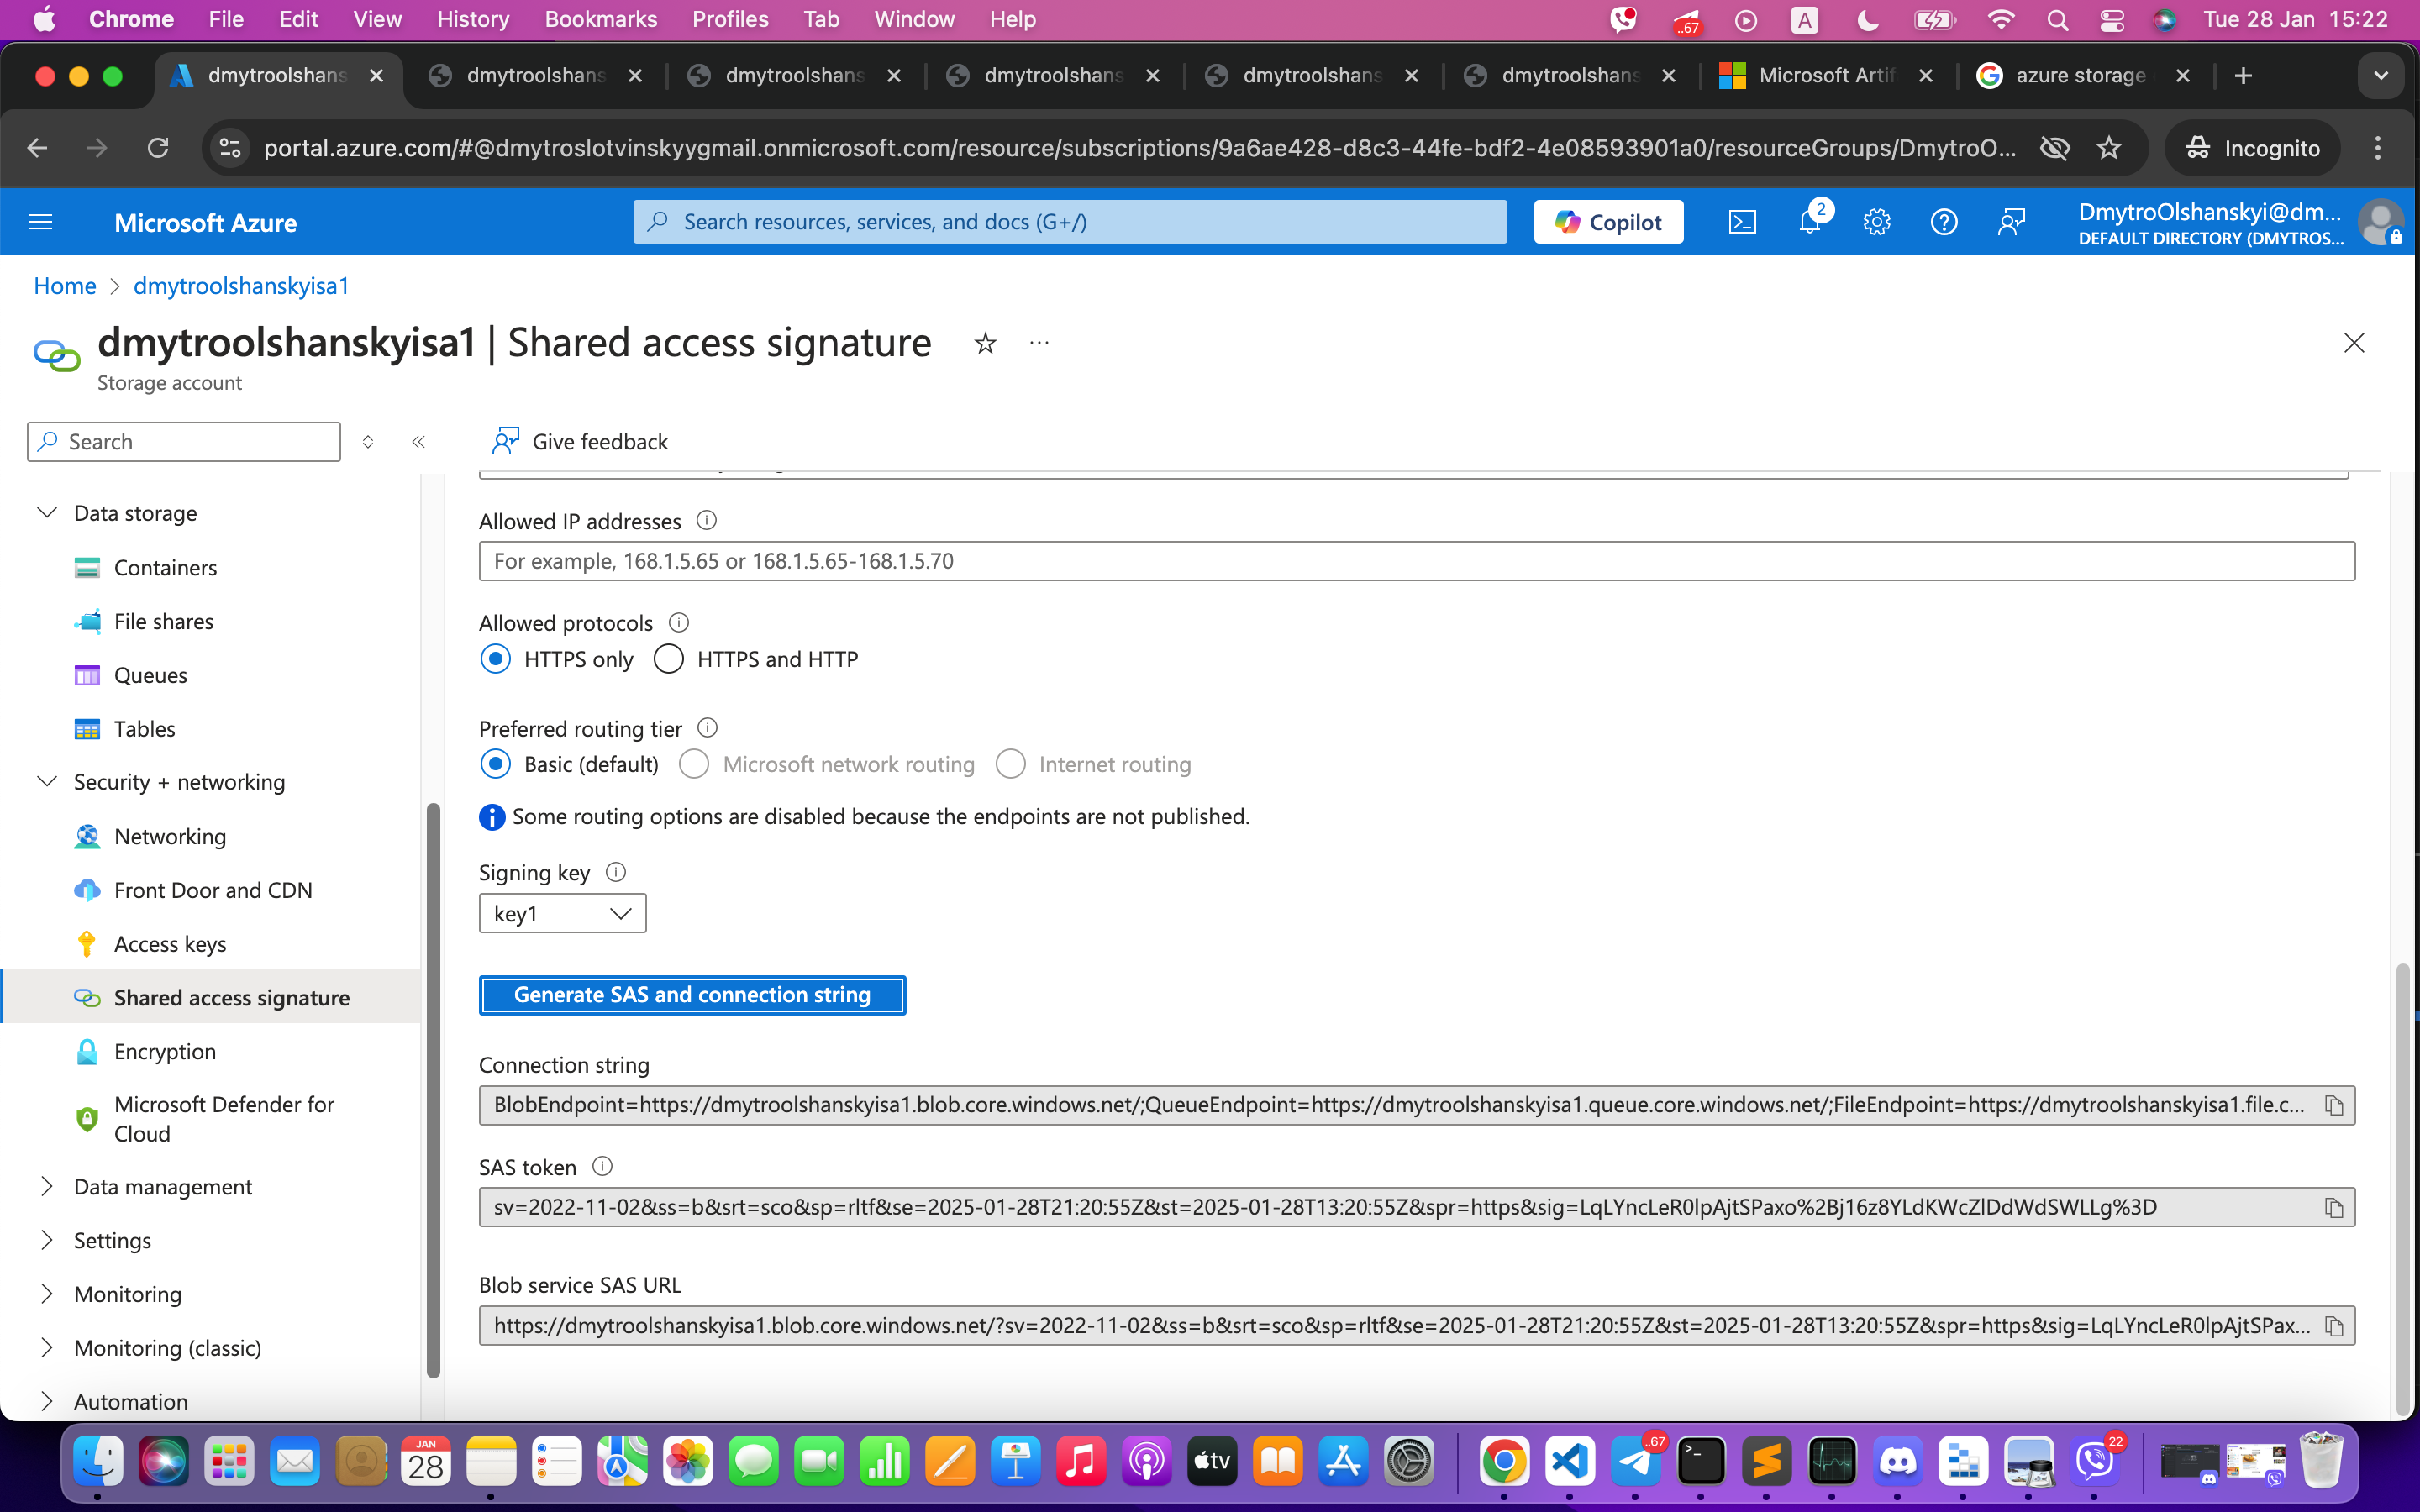 Chrome File Edit View History Bookmarks Profiles Tab Window Help ..67 A Tue 28 Jan 15:22
dmytroolshans dmytroolshans dmytroolshans dmytroolshans dmytroolshans dmytroolshans Microsoft Artif azure storage
portal.azure.com/#@dmytroslotvinskyygmail.onmicrosoft.com/resource/subscriptions/9a6ae428-d8c3-44fe-bdf2-4e08593901a0/resourceGroups/DmytroO... Incognito
Microsoft Azure
Search resources, services, and docs (G+/)
Copilot
2
DmytroOlshanskyi@dm...
DEFAULT DIRECTORY (DMYTROS...
Home > dmytroolshanskyisa1
dmytroolshanskyisa1 | Shared access signature
Storage account
Search
Give feedback
Data storage
Containers
File shares
Queues
Tables
Security + networking
Networking
Front Door and CDN
Access keys
Shared access signature
Encryption
Microsoft Defender for
Cloud
Data management
Settings
Monitoring
Monitoring (classic)
Automation
Allowed IP addresses
For example, 168.1.5.65 or 168.1.5.65-168.1.5.70
Allowed protocols
HTTPS only HTTPS and HTTP
Preferred routing tier
Basic (default) Microsoft network routing Internet routing
Some routing options are disabled because the endpoints are not published.
Signing key
key1
Generate SAS and connection string
Connection string
BlobEndpoint=https://dmytroolshanskyisa1.blob.core.windows.net/;QueueEndpoint=https://dmytroolshanskyisa1.queue.core.windows.net/;FileEndpoint=https://dmytroolshanskyisa1.file.c...
SAS token
sv=2022-11-02&ss=b&srt=sco&sp=rltf&se=2025-01-28T21:20:55Z&st=2025-01-28T13:20:55Z&spr=https&sig=LqLYncLeR0lpAjtSPaxo%2Bj16z8YLdKWcZlDdWdSWLLg%3D
Blob service SAS URL
https://dmytroolshanskyisa1.blob.core.windows.net/?sv=2022-11-02&ss=b&srt=sco&sp=rltf&se=2025-01-28T21:20:55Z&st=2025-01-28T13:20:55Z&spr=https&sig=LqLYncLeR0lpAjtSPax...
JAN
28
tv
.67
22